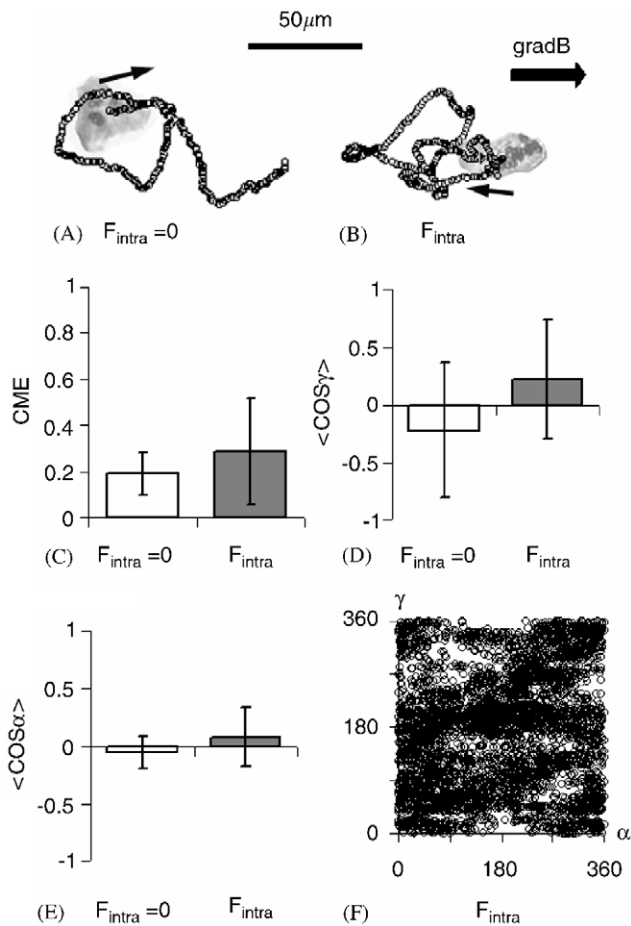 50μm
gradB
(A) F_intra =0
(B) F_intra
1
0.8
0.6
0.4
0.2
0
CME
(C) F_intra =0 F_intra
1
0.5
0
-0.5
-1
<COSγ>
(D) F_intra =0 F_intra
1
0.5
0
-0.5
-1
<COSα>
(E) F_intra =0 F_intra
γ
360
180
0
0 180 360
α
(F) F_intra